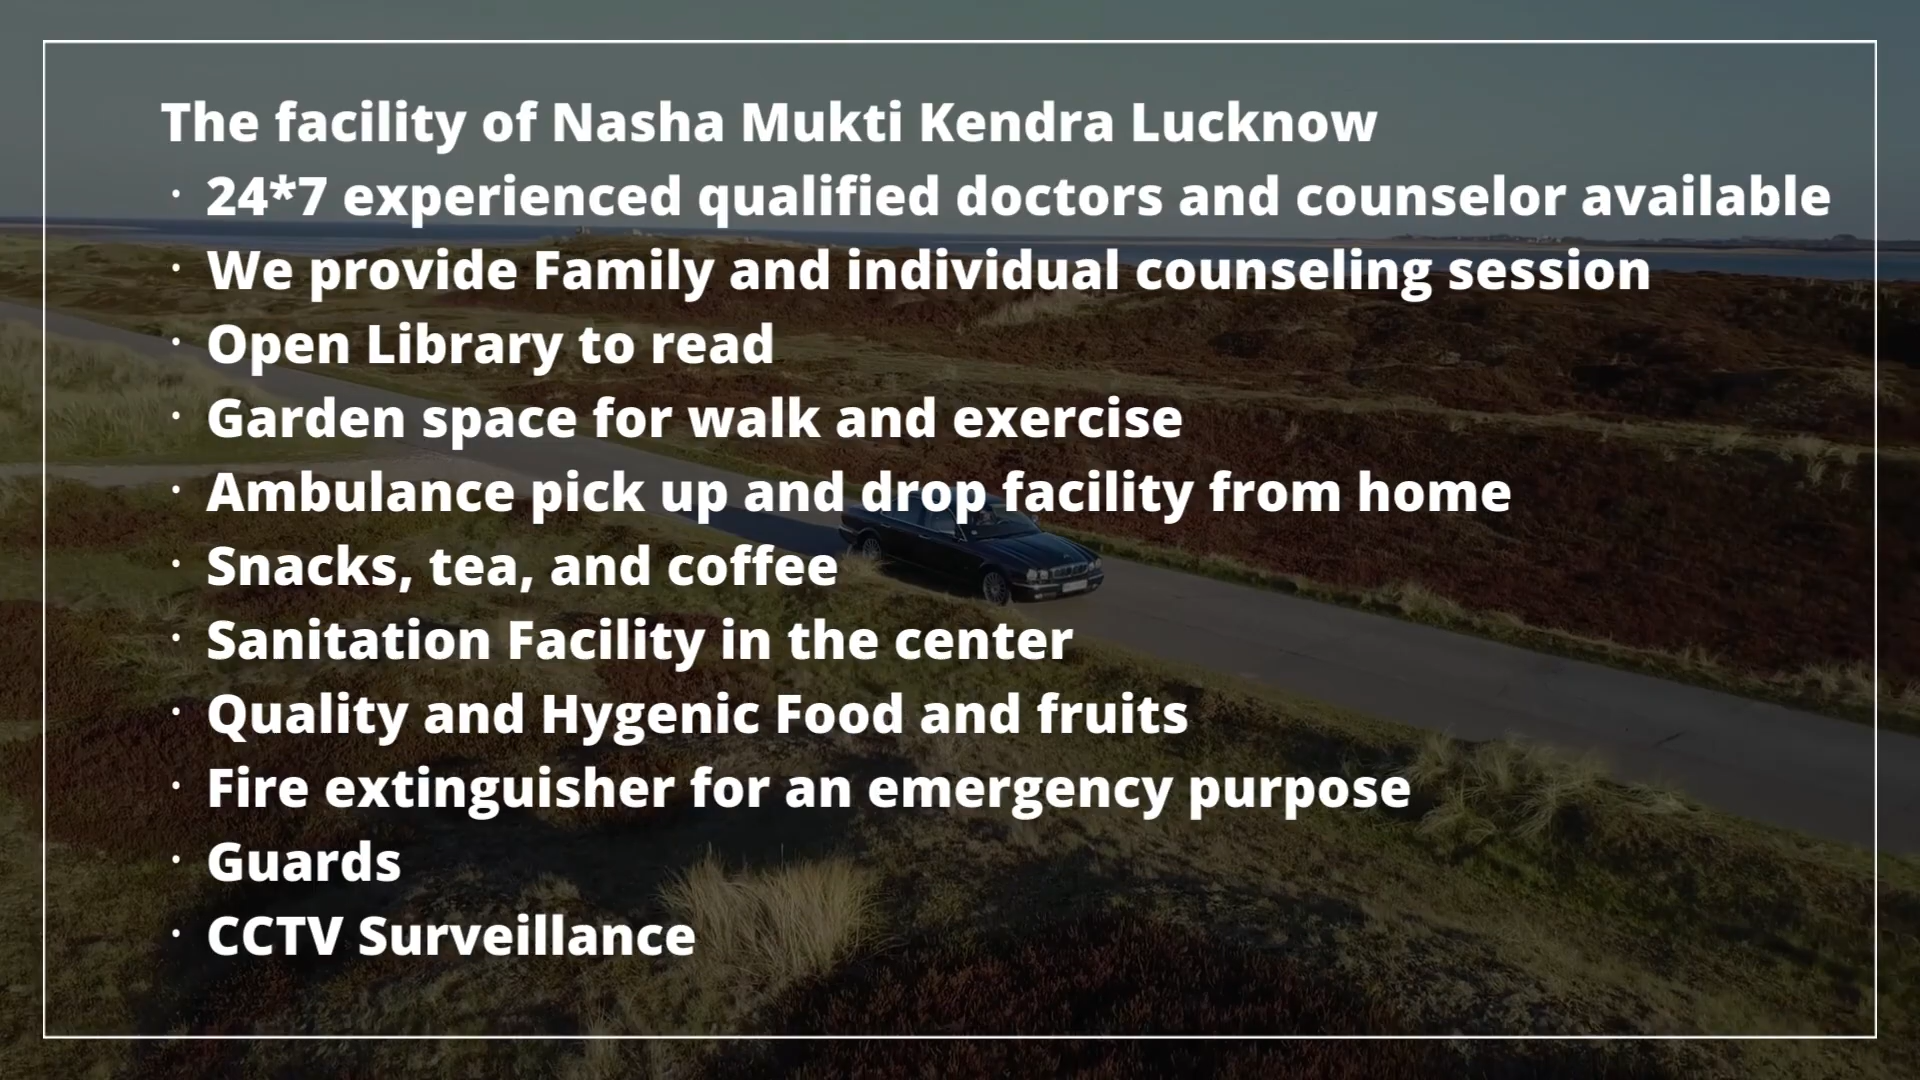 The facility of Nasha Mukti Kendra Lucknow
· 24*7 experienced qualified doctors and counselor available
· We provide Family and individual counseling session
· Open Library to read
· Garden space for walk and exercise
· Ambulance pick up and drop facility from home
· Snacks, tea, and coffee
· Sanitation Facility in the center
· Quality and Hygenic Food and fruits
· Fire extinguisher for an emergency purpose
· Guards
· CCTV Surveillance